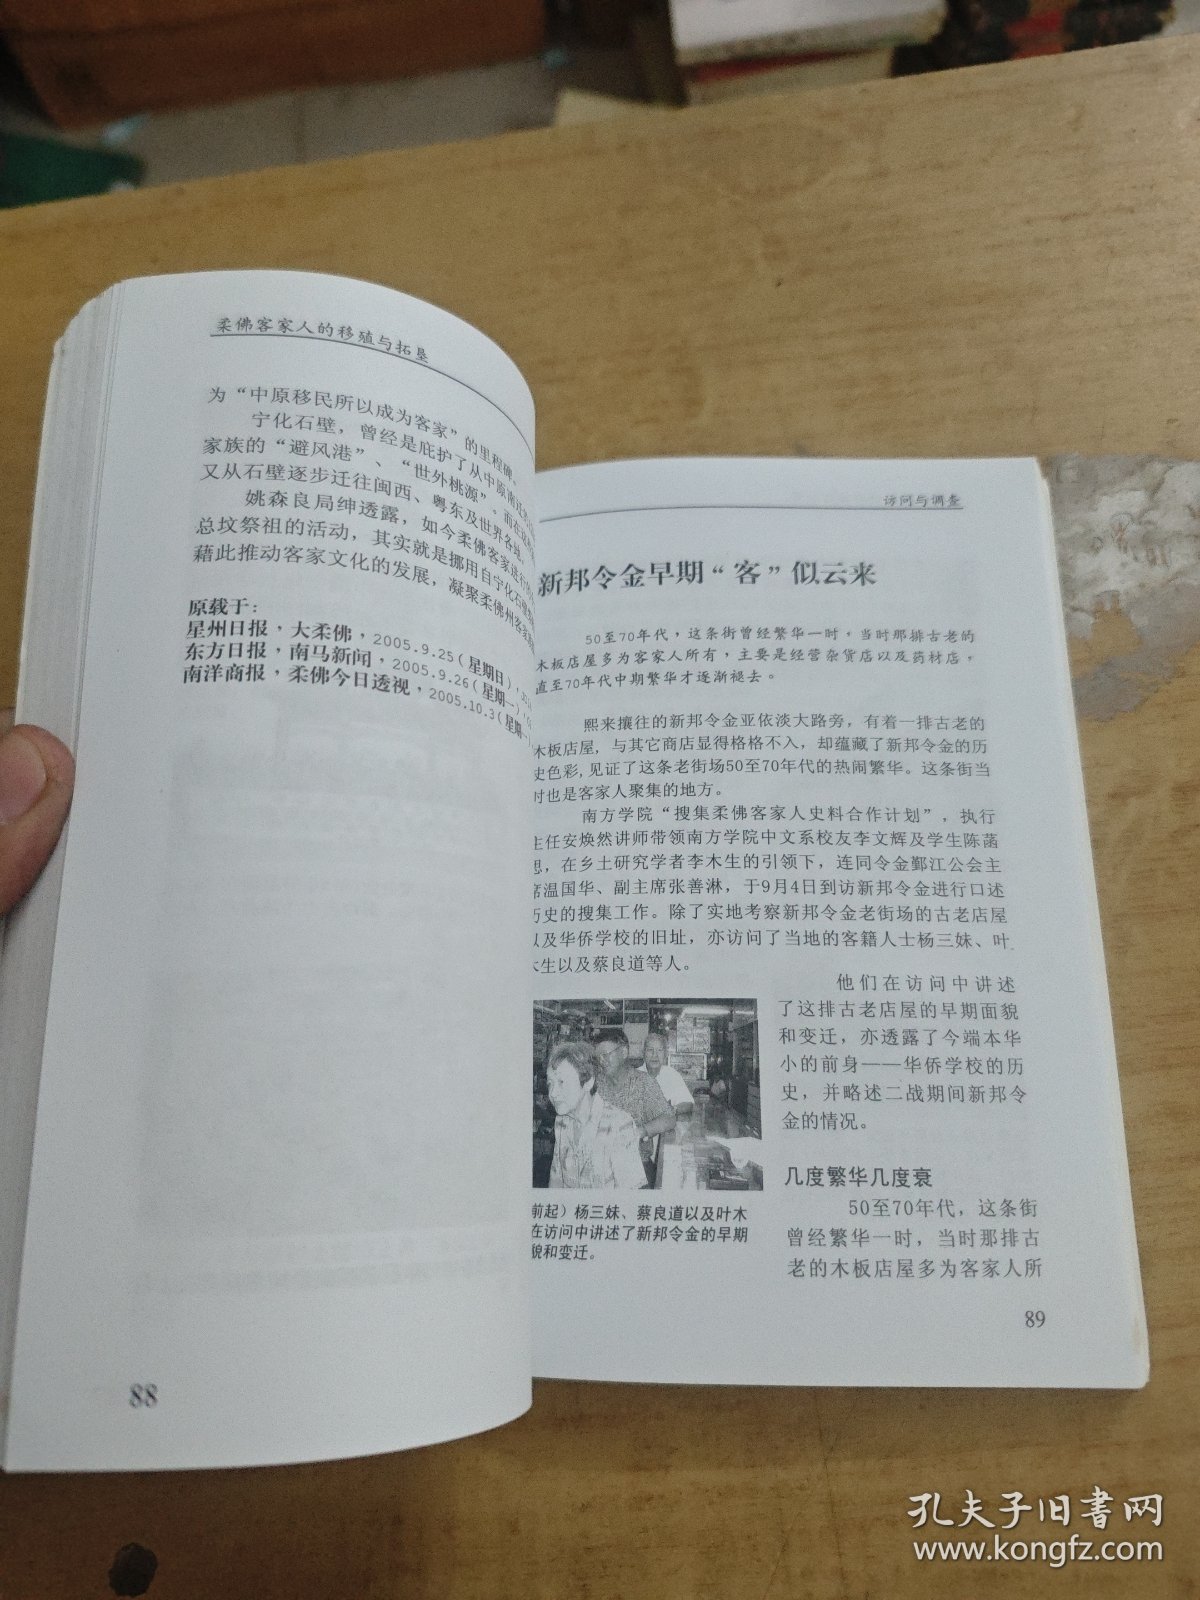 柔佛客家人的移殖与拓垦
为“中原移民所以成为客家”的里程碑。
宁化石壁，曾经是庇护了从中原南迁的
家族的“避风港”、“世外桃源”。而在
又从石壁逐步迁往闽西、粤东及世界各地。
姚森良局绅透露，如今柔佛客家进行
总坟祭祖的活动，其实就是挪用自宁化石壁
藉此推动客家文化的发展，凝聚柔佛州客
原载于：
星州日报，大柔佛，2005.9.25(星期日)，
东方日报，南马新闻，2005.9.26(星期一)，
南洋商报，柔佛今日透视，2005.10.3(星期
88
访问与调查
新邦令金早期“客”似云来
50至70年代，这条街曾经繁华一时，当时那排古老的
木板店屋多为客家人所有，主要是经营杂货店以及药材店，
直至70年代中期繁华才逐渐褪去。
熙来攘往的新邦令金亚依淡大路旁，有着一排古老的
木板店屋，与其它商店显得格格不入，却蕴藏了新邦令金的历
史色彩,见证了这条老街场50至70年代的热闹繁华。这条街当
时也是客家人聚集的地方。
南方学院“搜集柔佛客家人史料合作计划”，执行
主任安焕然讲师带领南方学院中文系校友李文辉及学生陈菡
思，在乡土研究学者李木生的引领下，连同令金鄞江公会主
席温国华、副主席张善淋，于9月4日到访新邦令金进行口述
历史的搜集工作。除了实地考察新邦令金老街场的古老店屋
以及华侨学校的旧址，亦访问了当地的客籍人士杨三妹、叶
木生以及蔡良道等人。
他们在访问中讲述
了这排古老店屋的早期面貌
和变迁，亦透露了今端本华
小的前身——华侨学校的历
史，并略述二战期间新邦令
金的情况。
前起）杨三妹、蔡良道以及叶木
在访问中讲述了新邦令金的早期
貌和变迁。
几度繁华几度衰
50至70年代，这条街
曾经繁华一时，当时那排古
老的木板店屋多为客家人所
89
孔夫子旧书网
www.kongfz.com